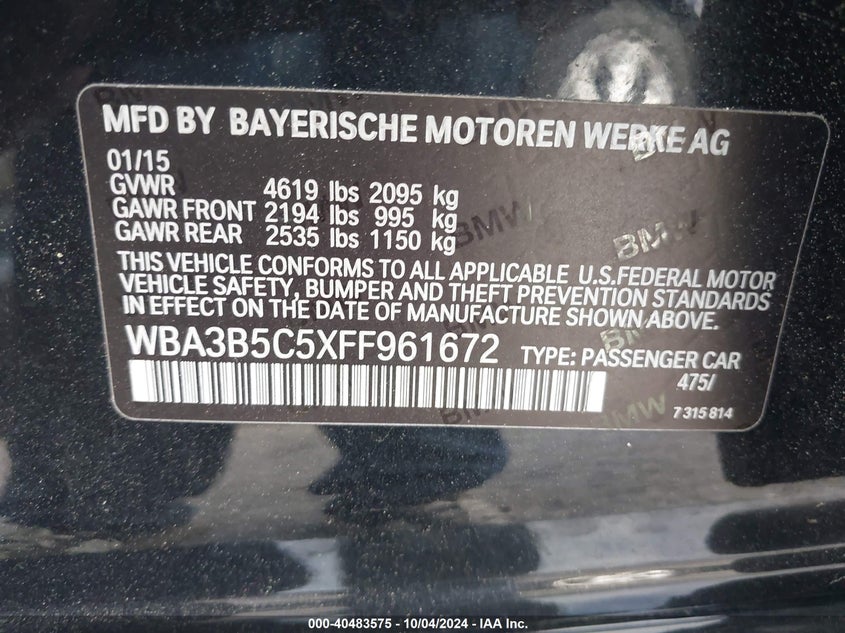 MFD BY BAYERISCHE MOTOREN WERKE AG
01/15
GVWR 4619 lbs 2095 kg
GAWR FRONT 2194 lbs 995 kg
GAWR REAR 2535 lbs 1150 kg
THIS VEHICLE CONFORMS TO ALL APPLICABLE U.S.FEDERAL MOTOR
VEHICLE SAFETY, BUMPER AND THEFT PREVENTION STANDARDS
IN EFFECT ON THE DATE OF MANUFACTURE SHOWN ABOVE.
WBA3B5C5XFF961672 TYPE: PASSENGER CAR
475/
7 315 814
BMW
BMW
BMW
000-40483575 - 10/04/2024 - IAA Inc.